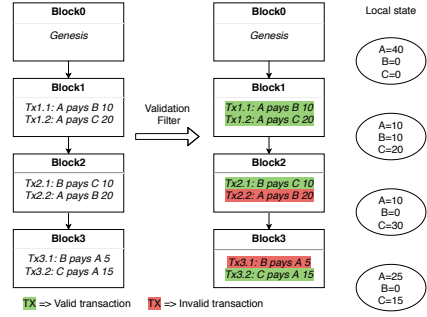 Block0
Genesis
Block1
Tx1.1: A pays B 10
Tx1.2: A pays C 20
Block2
Tx2.1: B pays C 10
Tx2.2: A pays B 20
Block3
Tx3.1: B pays A 5
Tx3.2: C pays A 15
Validation
Filter
Block0
Genesis
Block1
Tx1.1: A pays B 10
Tx1.2: A pays C 20
Block2
Tx2.1: B pays C 10
Tx2.2: A pays B 20
Block3
Tx3.1: B pays A 5
Tx3.2: C pays A 15
Local state
A=40
B=0
C=0
A=10
B=10
C=20
A=10
B=0
C=30
A=25
B=0
C=15
TX => Valid transaction
TX => Invalid transaction